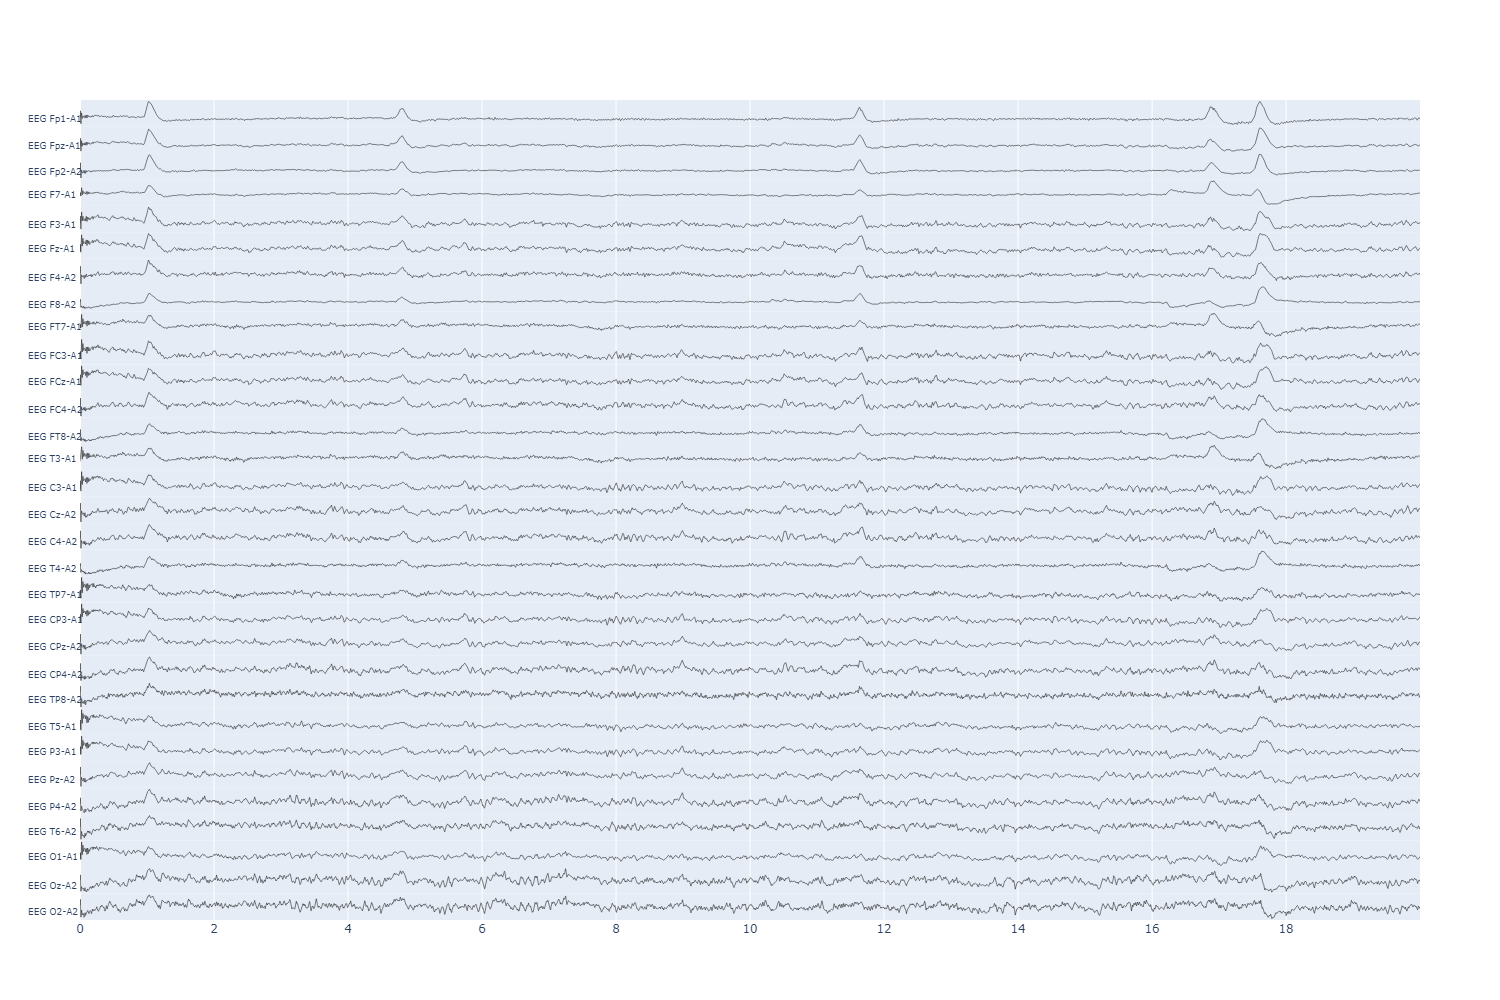 EEG Fp1-A1
EEG Fpz-A1
EEG Fp2-A2
EEG F7-A1
EEG F3-A1
EEG Fz-A1
EEG F4-A2
EEG F8-A2
EEG FT7-A1
EEG FC3-A1
EEG FCz-A1
EEG FC4-A2
EEG FT8-A2
EEG T3-A1
EEG C3-A1
EEG Cz-A2
EEG C4-A2
EEG T4-A2
EEG TP7-A1
EEG CP3-A1
EEG CPz-A2
EEG CP4-A2
EEG TP8-A2
EEG T5-A1
EEG P3-A1
EEG Pz-A2
EEG P4-A2
EEG T6-A2
EEG O1-A1
EEG Oz-A2
EEG O2-A2
0 2 4 6 8 10 12 14 16 18